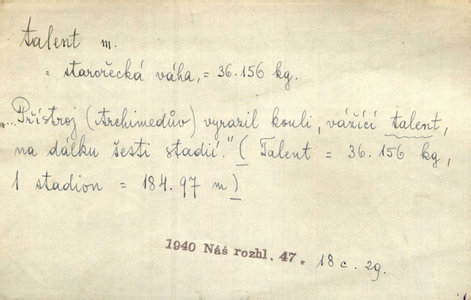 talent m.
= starořecká váha, = 36.156 kg.
„...Přístroj (Archimedův) vyrazil kouli, vážící talent,
na dálku šesti stadií." (Talent = 36.156 kg,
1 stadion = 184.97 m)
1940 Náš rozhl. 47. 18 c. 29.